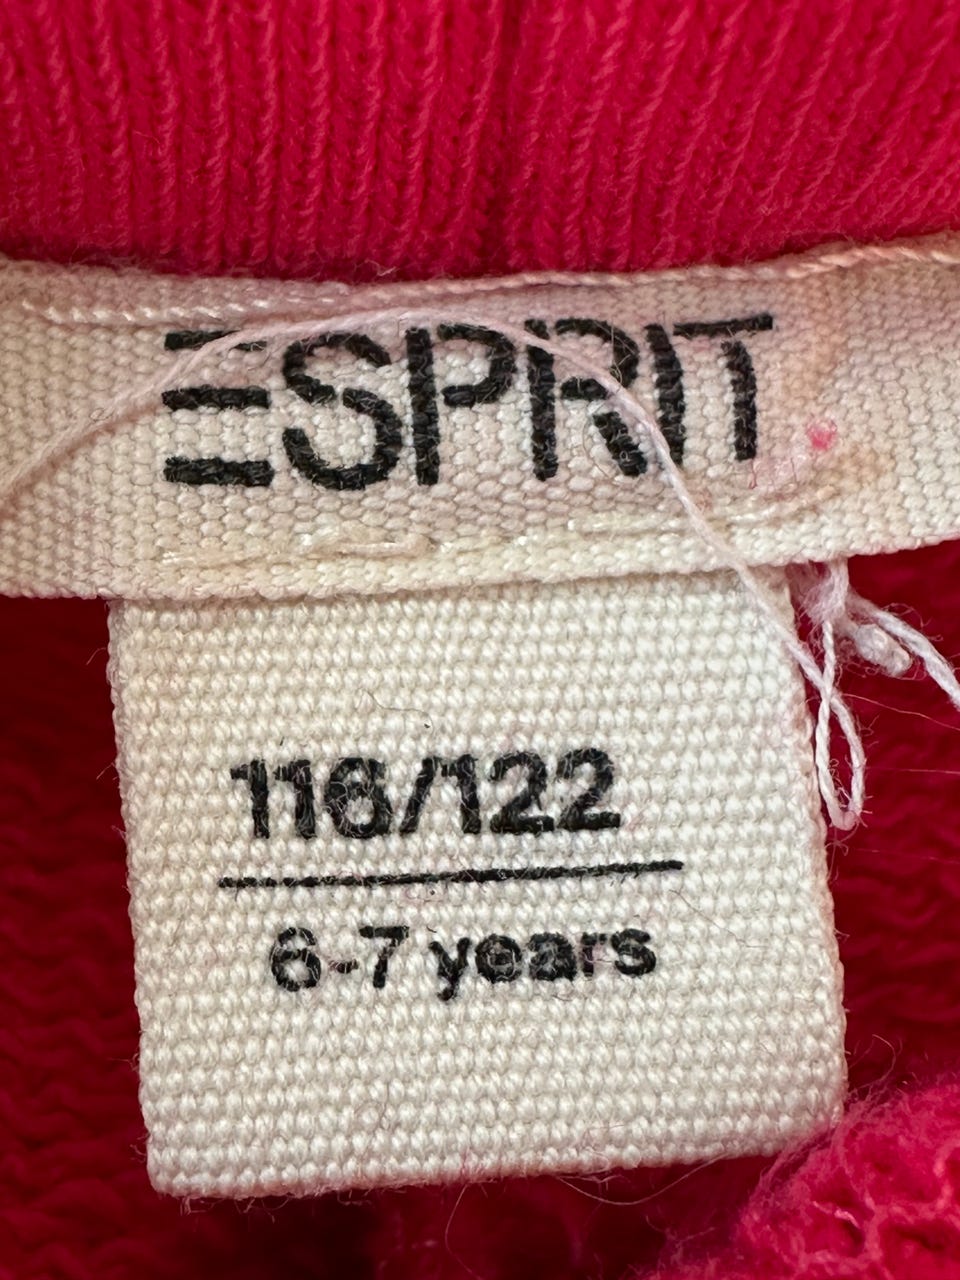 ESPRIT
116/122
6-7 years